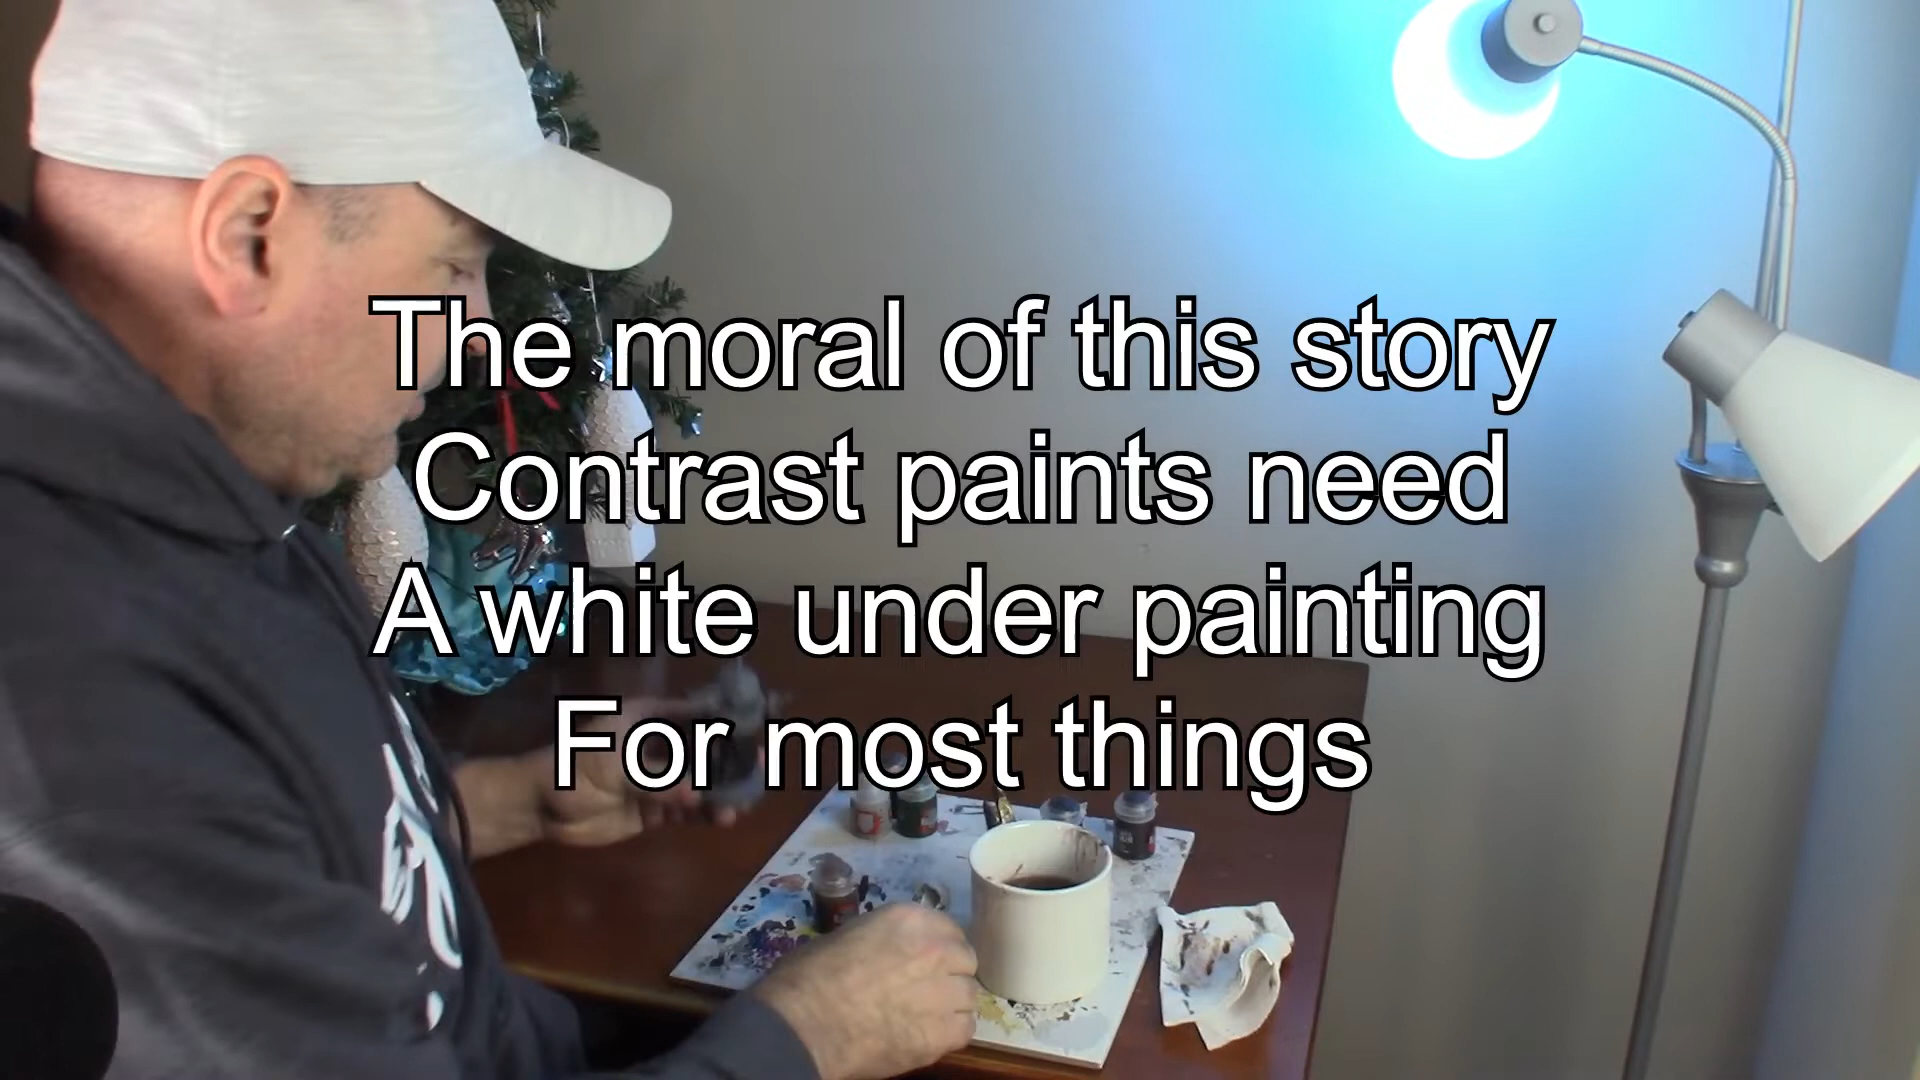 The moral of this story
Contrast paints need
A white under painting
For most things